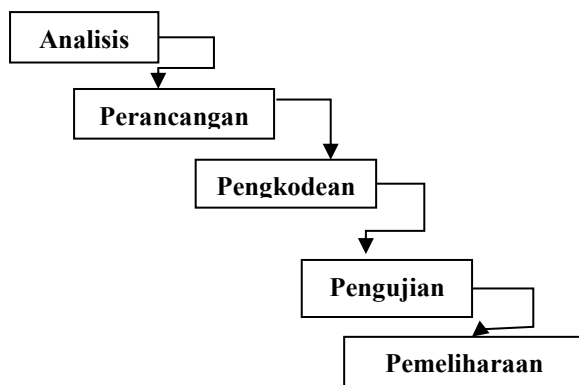 Analisis
Perancangan
Pengkodean
Pengujian
Pemeliharaan